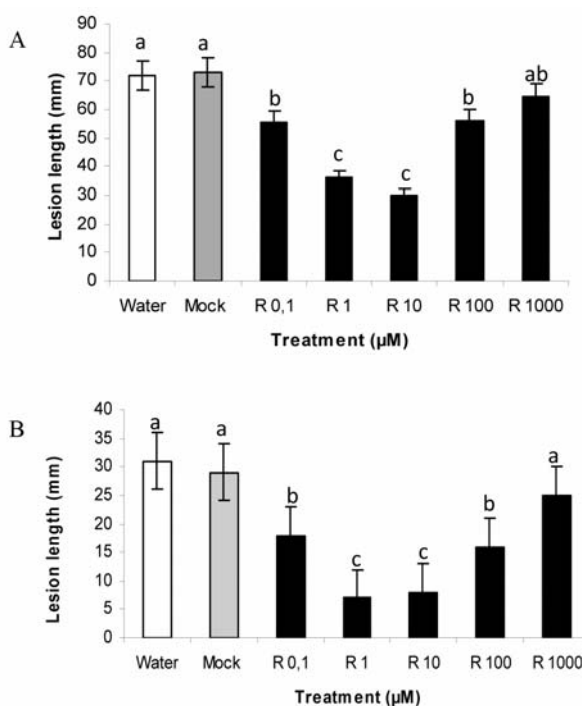 A
Lesion length (mm)
90
80
70
60
50
40
30
20
10
0
a a b c c b ab
Water Mock R 0,1 R 1 R 10 R 100 R 1000
Treatment (µM)
B
Lesion length (mm)
40
35
30
25
20
15
10
5
0
a a b c c b a
Water Mock R 0,1 R 1 R 10 R 100 R 1000
Treatment (µM)